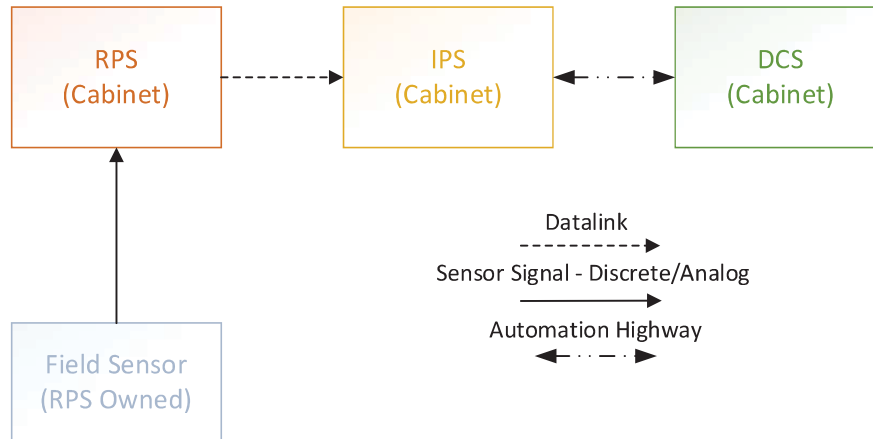 RPS
(Cabinet)
IPS
(Cabinet)
DCS
(Cabinet)
Datalink
Sensor Signal - Discrete/Analog
Automation Highway
Field Sensor
(RPS Owned)